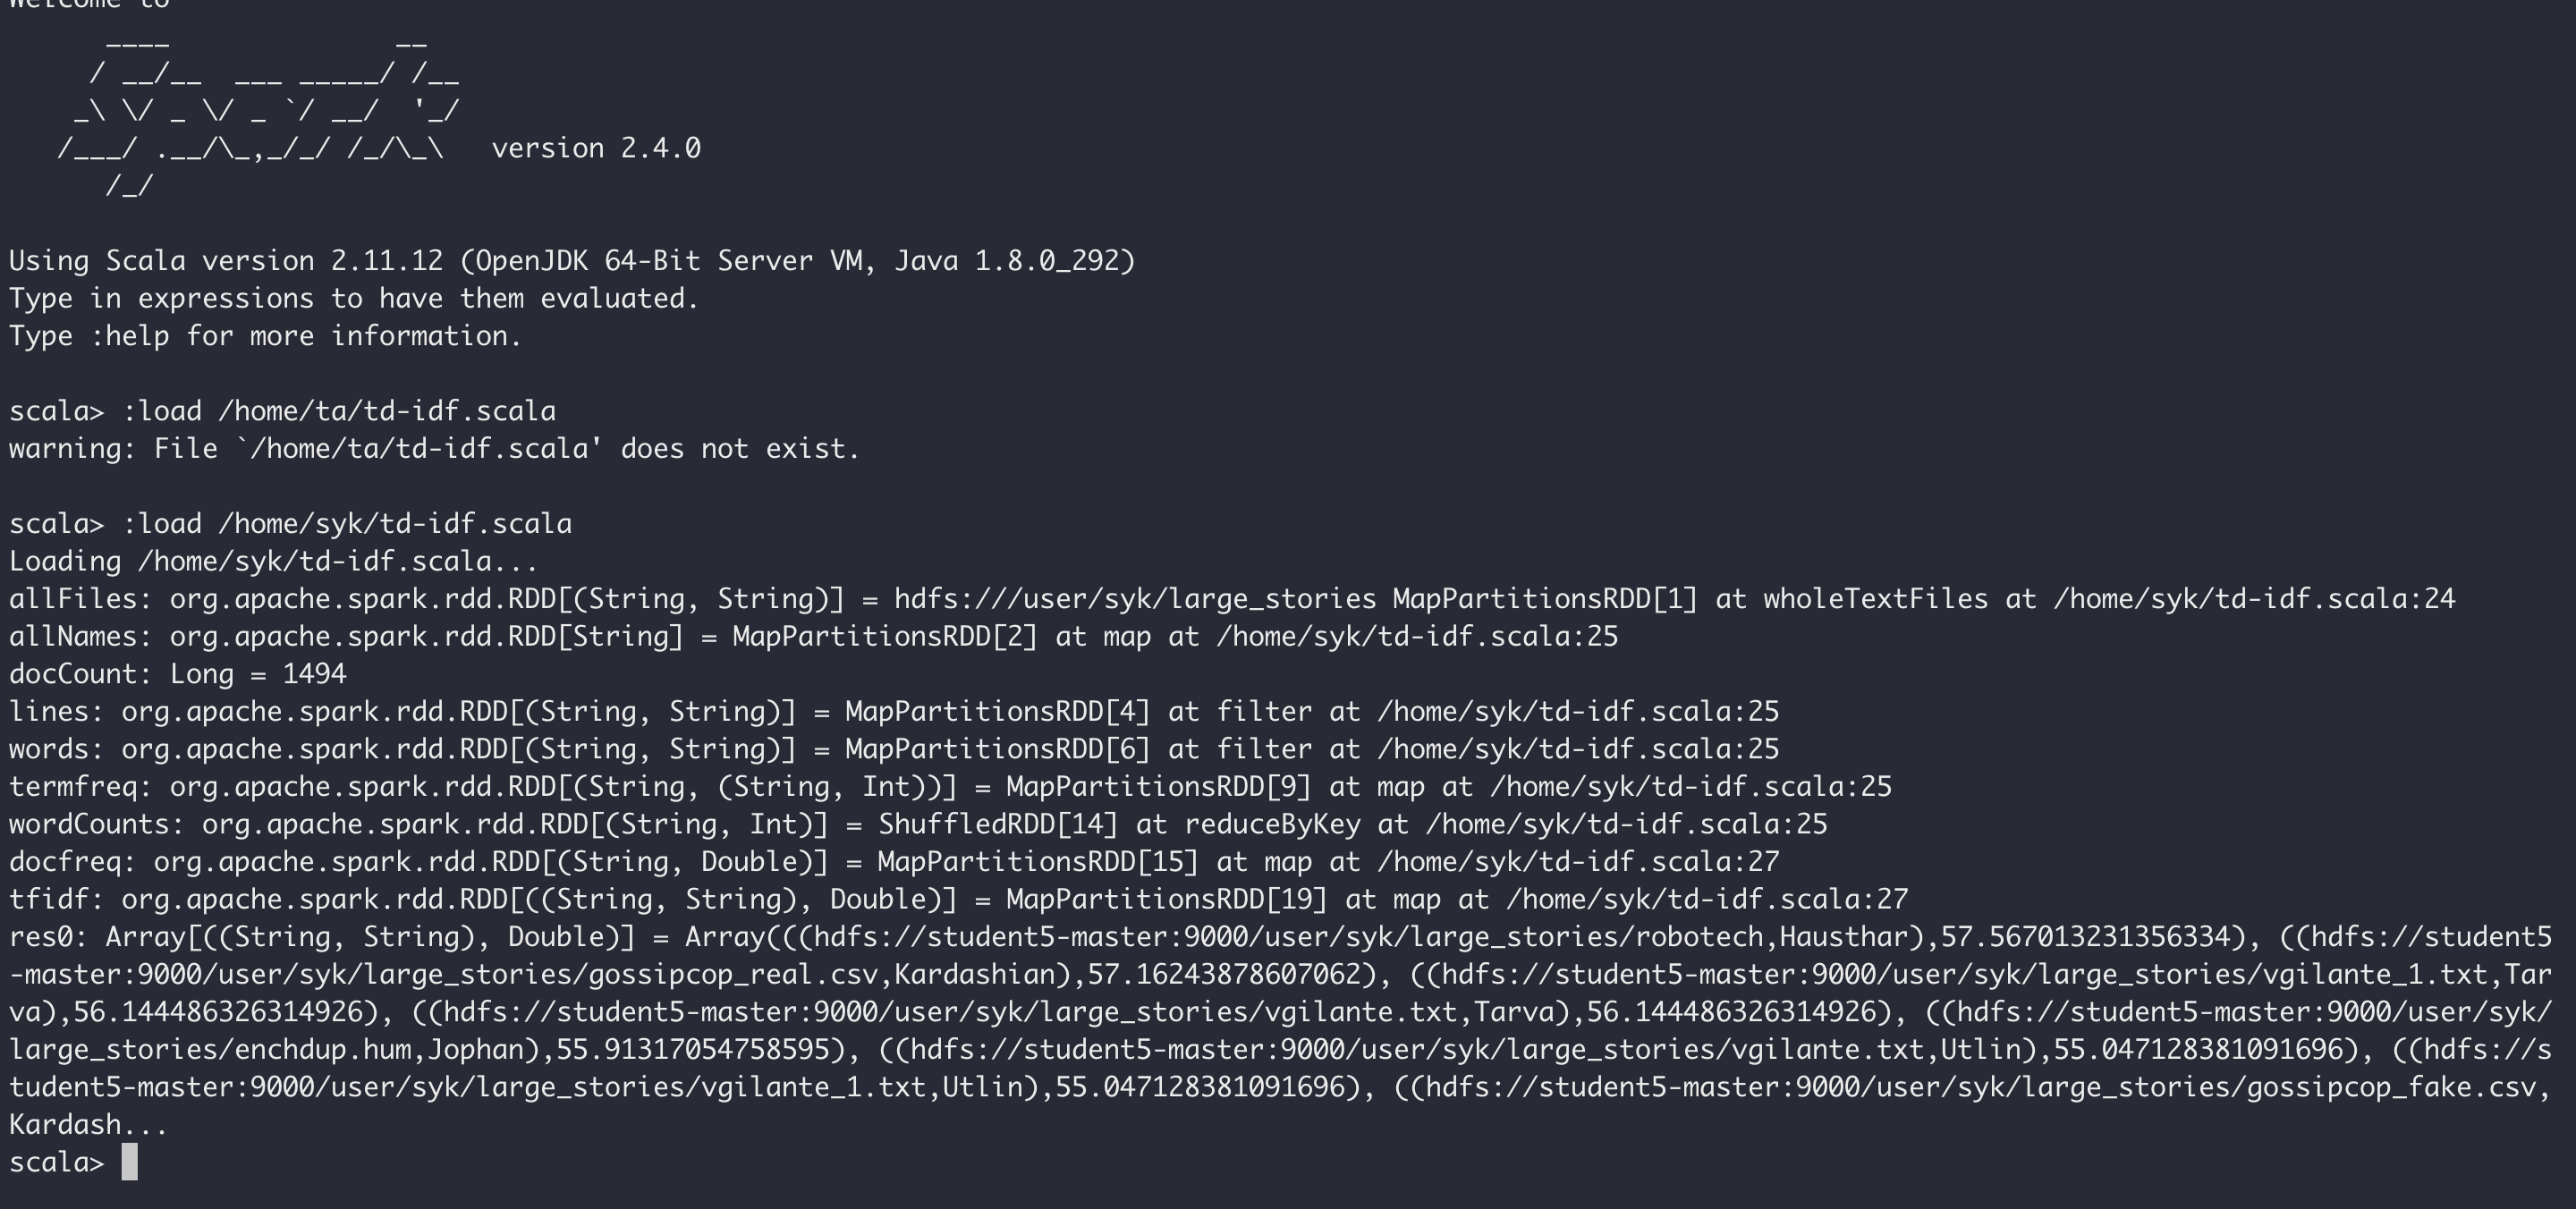 Welcome to
      ____              __
     / __/__  ___ _____/ /__
    _\ \/ _ \/ _ `/ __/  '_/
   /___/ .__/\_,_/_/ /_/\_\   version 2.4.0
      /_/
Using Scala version 2.11.12 (OpenJDK 64-Bit Server VM, Java 1.8.0_292)
Type in expressions to have them evaluated.
Type :help for more information.
scala> :load /home/ta/td-idf.scala
warning: File `/home/ta/td-idf.scala' does not exist.
scala> :load /home/syk/td-idf.scala
Loading /home/syk/td-idf.scala...
allFiles: org.apache.spark.rdd.RDD[(String, String)] = hdfs:///user/syk/large_stories MapPartitionsRDD[1] at wholeTextFiles at /home/syk/td-idf.scala:24
allNames: org.apache.spark.rdd.RDD[String] = MapPartitionsRDD[2] at map at /home/syk/td-idf.scala:25
docCount: Long = 1494
lines: org.apache.spark.rdd.RDD[(String, String)] = MapPartitionsRDD[4] at filter at /home/syk/td-idf.scala:25
words: org.apache.spark.rdd.RDD[(String, String)] = MapPartitionsRDD[6] at filter at /home/syk/td-idf.scala:25
termfreq: org.apache.spark.rdd.RDD[(String, (String, Int))] = MapPartitionsRDD[9] at map at /home/syk/td-idf.scala:25
wordCounts: org.apache.spark.rdd.RDD[(String, Int)] = ShuffledRDD[14] at reduceByKey at /home/syk/td-idf.scala:25
docfreq: org.apache.spark.rdd.RDD[(String, Double)] = MapPartitionsRDD[15] at map at /home/syk/td-idf.scala:27
tfidf: org.apache.spark.rdd.RDD[((String, String), Double)] = MapPartitionsRDD[19] at map at /home/syk/td-idf.scala:27
res0: Array[((String, String), Double)] = Array(((hdfs://student5-master:9000/user/syk/large_stories/robotech,Hausthar),57.567013231356334), ((hdfs://student5
-master:9000/user/syk/large_stories/gossipcop_real.csv,Kardashian),57.16243878607062), ((hdfs://student5-master:9000/user/syk/large_stories/vgilante_1.txt,Tar
va),56.144486326314926), ((hdfs://student5-master:9000/user/syk/large_stories/vgilante.txt,Tarva),56.144486326314926), ((hdfs://student5-master:9000/user/syk/
large_stories/enchdup.hum,Jophan),55.91317054758595), ((hdfs://student5-master:9000/user/syk/large_stories/vgilante.txt,Utlin),55.047128381091696), ((hdfs://s
tudent5-master:9000/user/syk/large_stories/vgilante_1.txt,Utlin),55.047128381091696), ((hdfs://student5-master:9000/user/syk/large_stories/gossipcop_fake.csv,
Kardash...
scala>